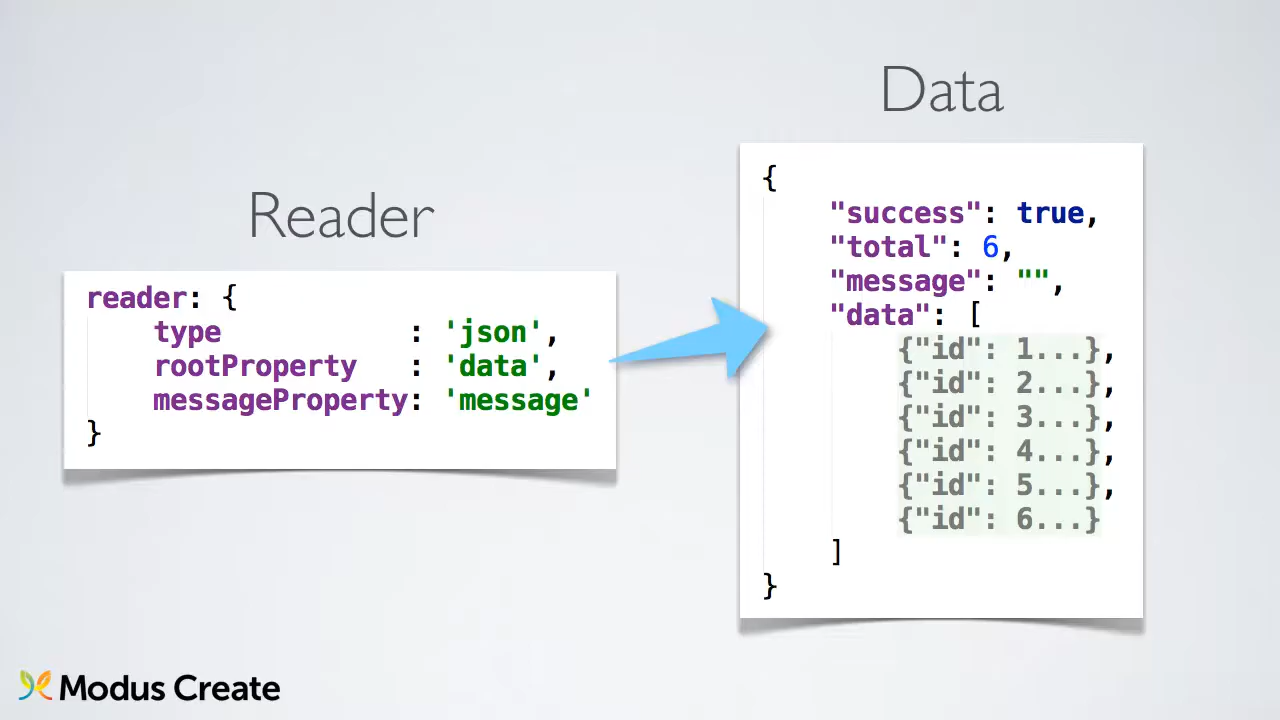 Reader
reader: {
    type           : 'json',
    rootProperty   : 'data',
    messageProperty: 'message'
}
Data
{
    "success": true,
    "total": 6,
    "message": "",
    "data": [
        {"id": 1...},
        {"id": 2...},
        {"id": 3...},
        {"id": 4...},
        {"id": 5...},
        {"id": 6...}
    ]
}
Modus Create